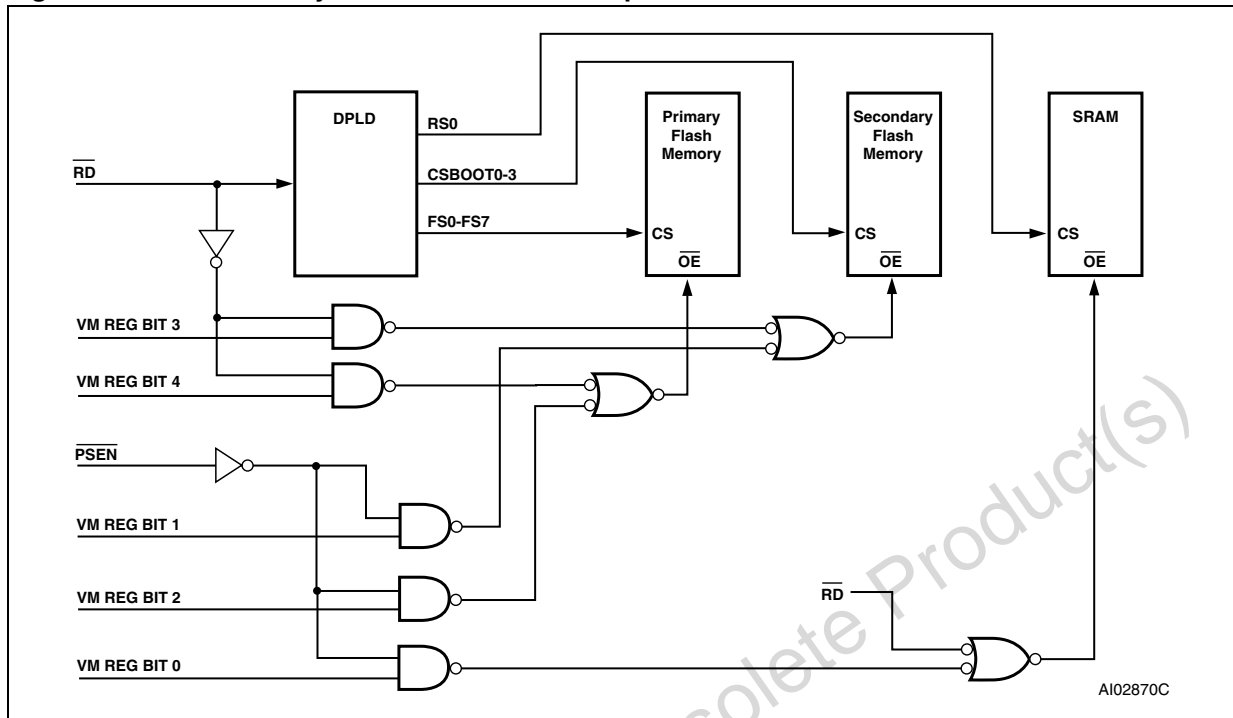 DPLD
RS0
CSBOOT0-3
FS0-FS7
Primary
Flash
Memory
CS
OE
Secondary
Flash
Memory
CS
OE
SRAM
CS
OE
RD
VM REG BIT 3
VM REG BIT 4
PSEN
VM REG BIT 1
VM REG BIT 2
VM REG BIT 0
RD
AI02870C
solete Product(s)